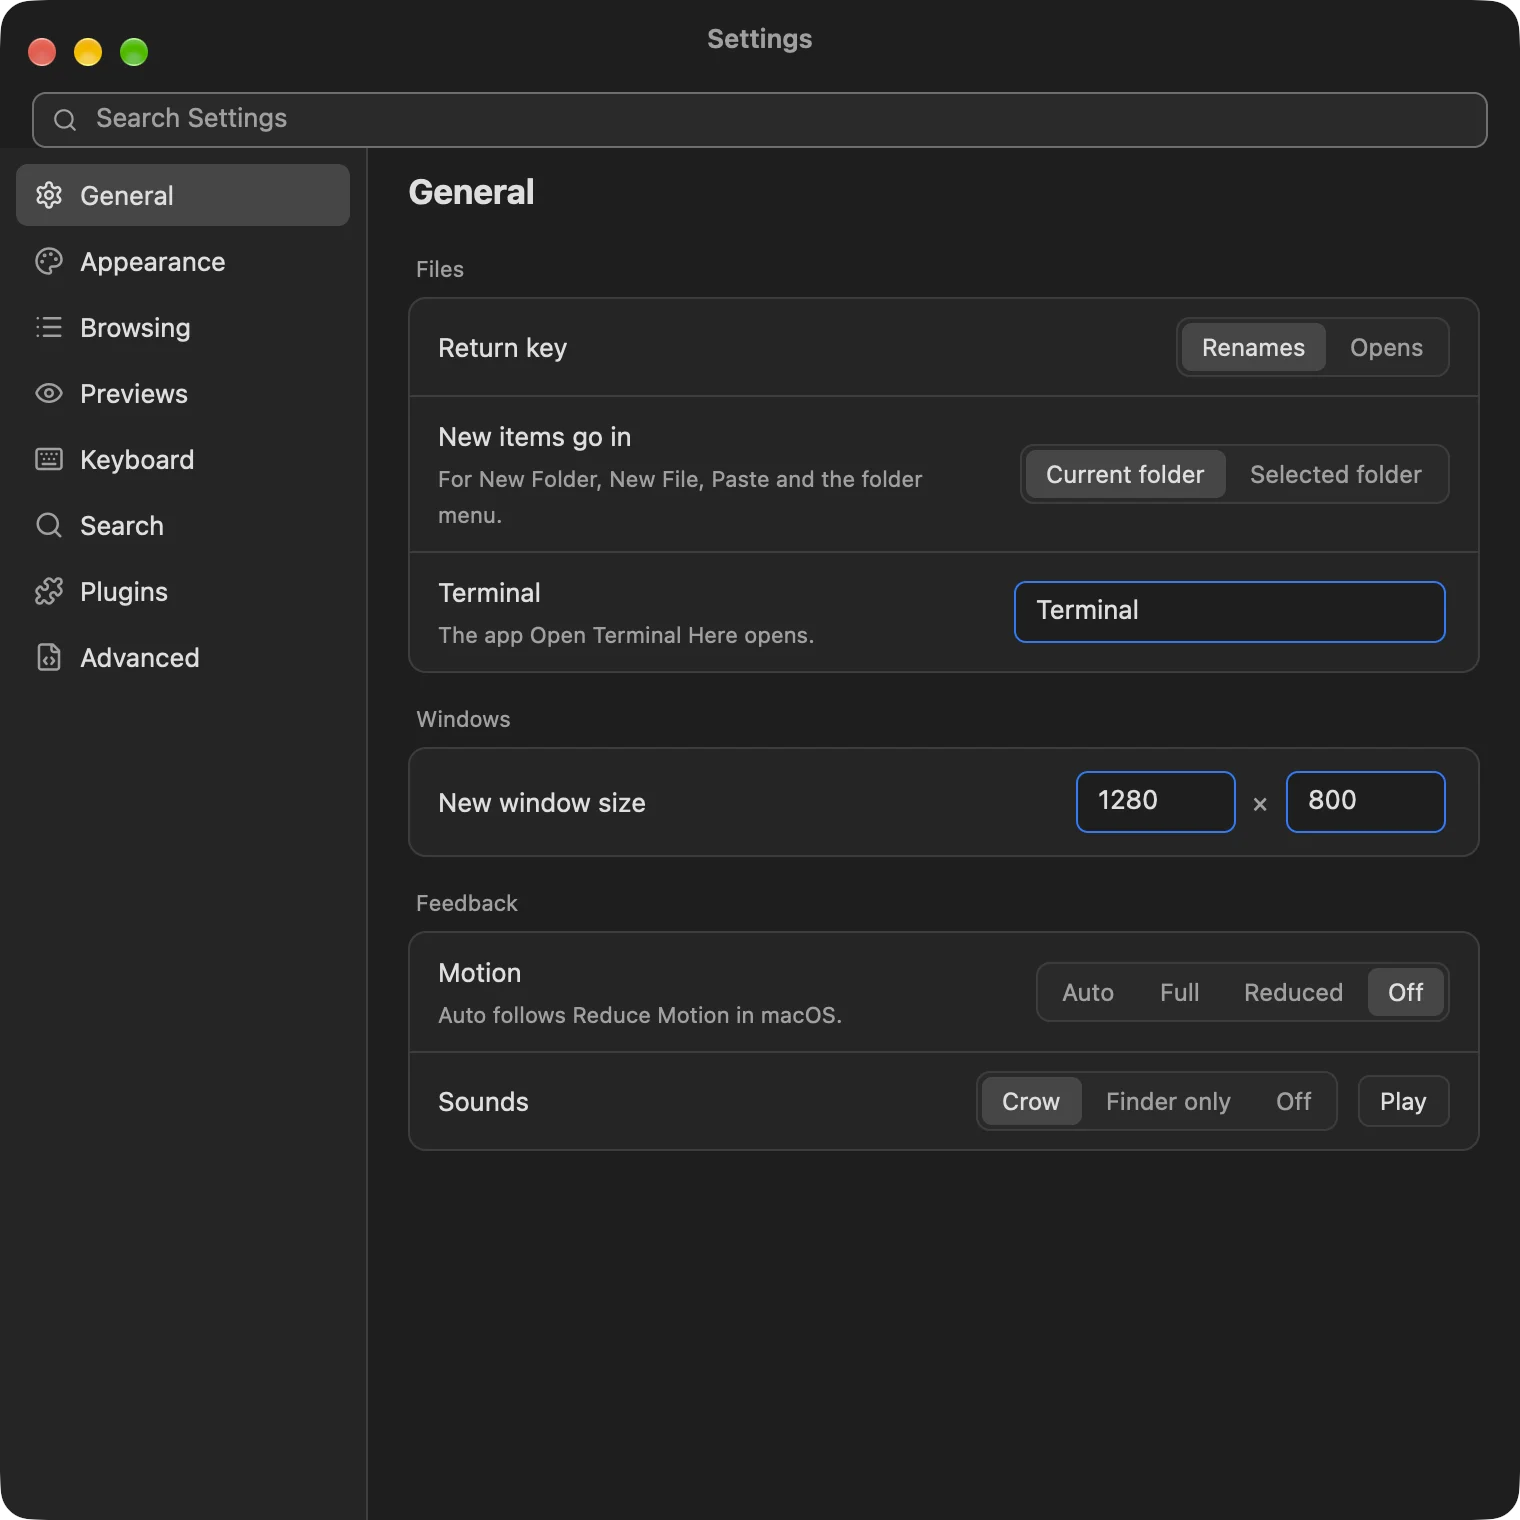 Settings
Search Settings
General
Appearance
Browsing
Previews
Keyboard
Search
Plugins
Advanced
General
Files
Return key
Renames
Opens
New items go in
For New Folder, New File, Paste and the folder
menu.
Current folder
Selected folder
Terminal
The app Open Terminal Here opens.
Terminal
Windows
New window size
1280 × 800
Feedback
Motion
Auto follows Reduce Motion in macOS.
Auto
Full
Reduced
Off
Sounds
Crow
Finder only
Off
Play